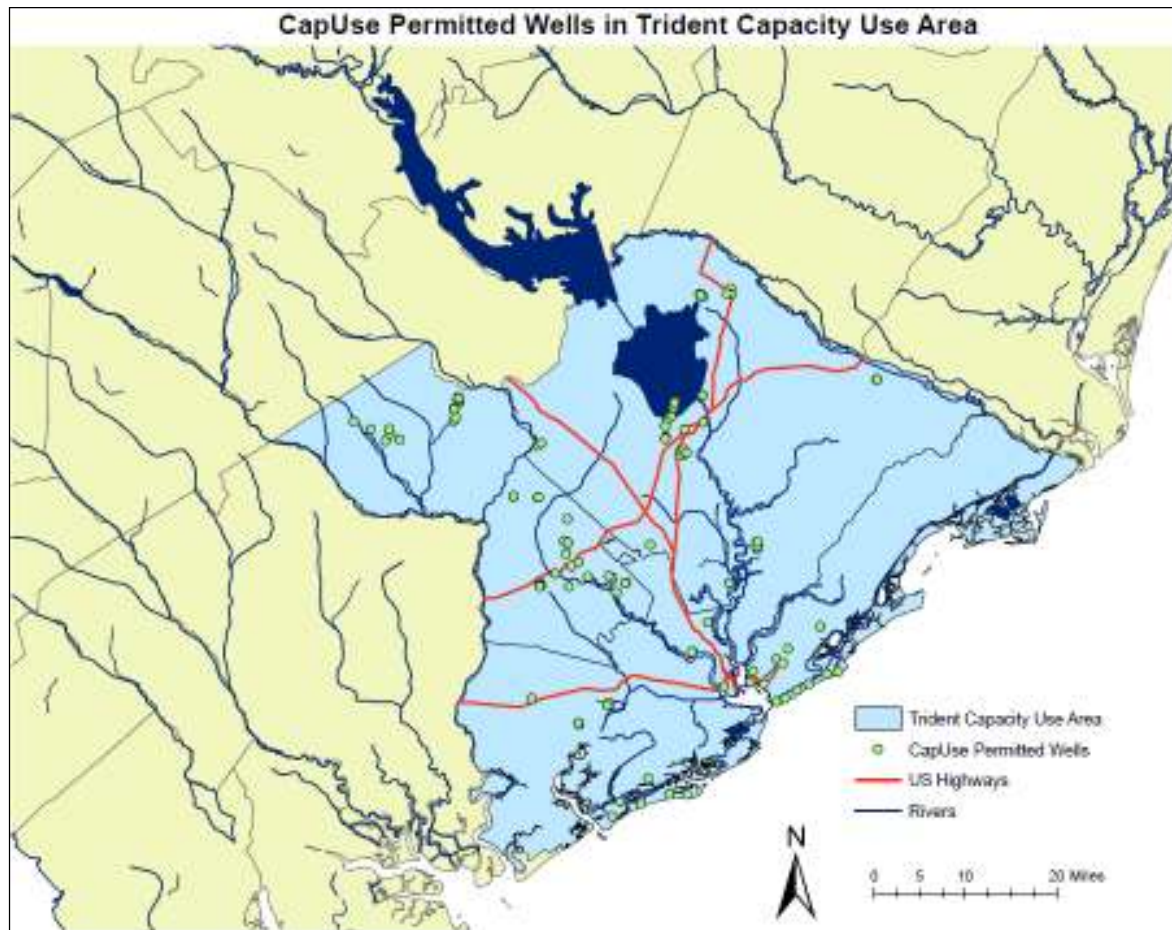 CapUse Permitted Wells in Trident Capacity Use Area
Trident Capacity Use Area
CapUse Permitted Wells
US Highways
Rivers
N
0 5 10 20 Miles